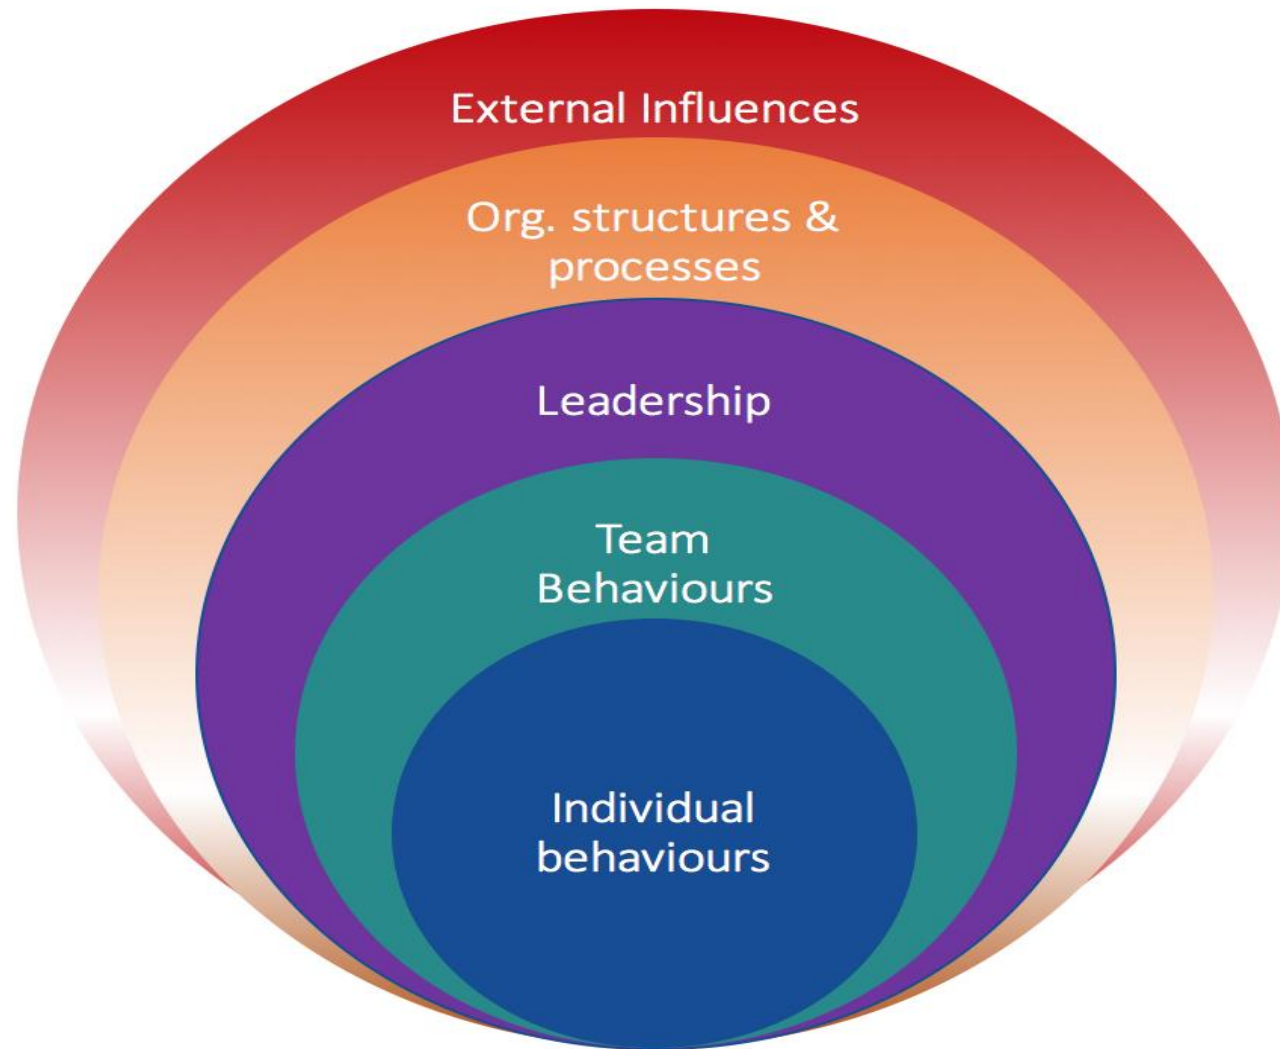 External Influences
Org. structures &
processes
Leadership
Team
Behaviours
Individual
behaviours